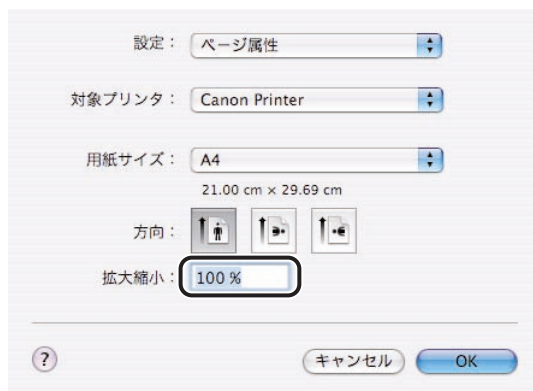 設定： ページ属性
対象プリンタ： Canon Printer
用紙サイズ： A4
21.00 cm × 29.69 cm
方向：
拡大縮小： 100 %
? キャンセル OK